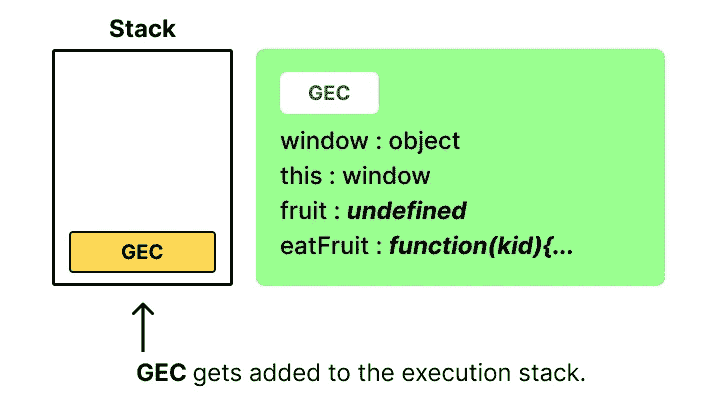 Stack
GEC
GEC
window : object
this : window
fruit : undefined
eatFruit : function(kid){...
GEC gets added to the execution stack.